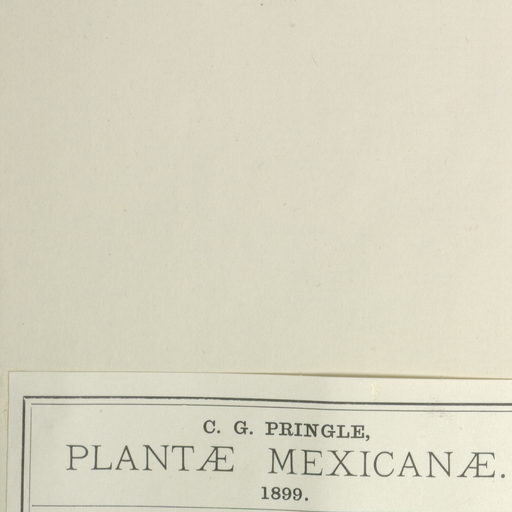 C. G. PRINGLE,
PLANTÆ MEXICANÆ.
1899.